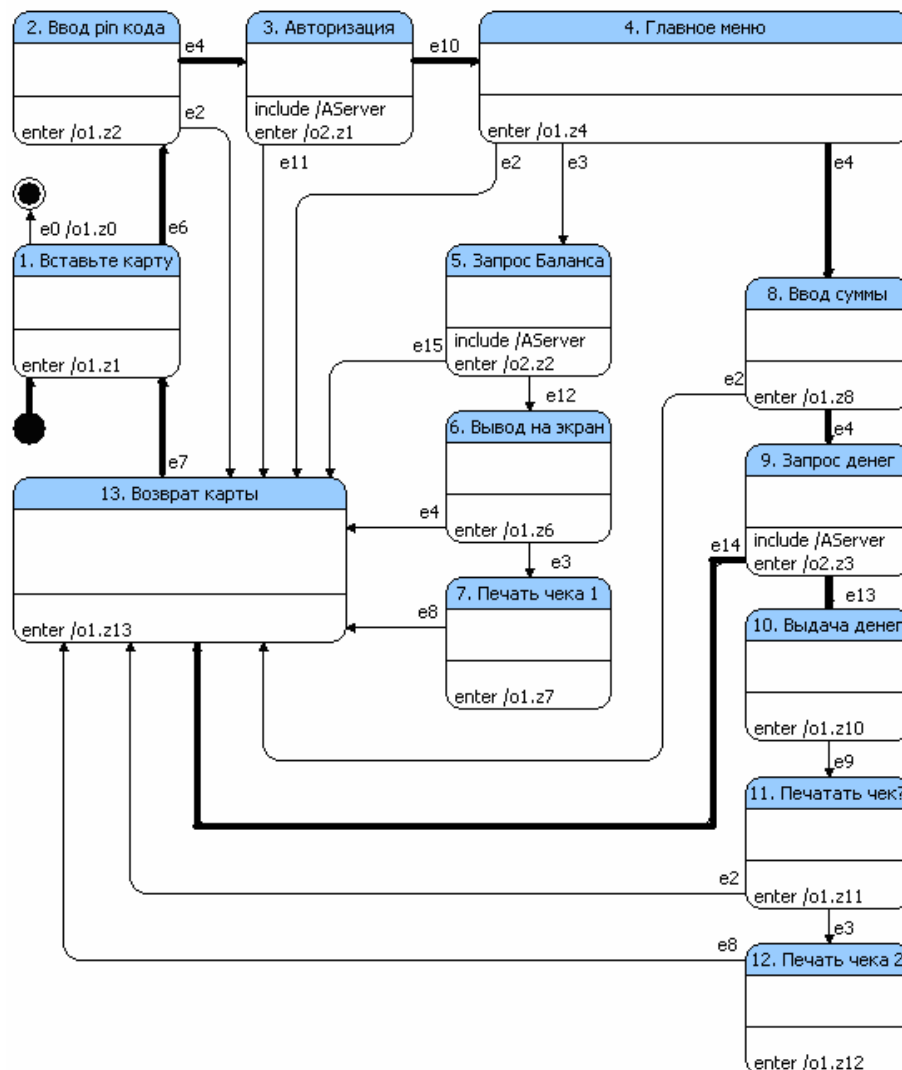 2. Ввод pin кода
enter /o1.z2
e4
3. Авторизация
include /AServer
enter /o2.z1
e10
4. Главное меню
enter /o1.z4
e2
e11
e2
e3
e4
e0 /o1.z0
e6
1. Вставьте карту
enter /o1.z1
5. Запрос Баланса
include /AServer
enter /o2.z2
e15
e12
8. Ввод суммы
enter /o1.z8
e2
e4
6. Вывод на экран
enter /o1.z6
e4
e3
9. Запрос денег
include /AServer
enter /o2.z3
e14
e13
e7
13. Возврат карты
enter /o1.z13
7. Печать чека 1
enter /o1.z7
e8
10. Выдача денег
enter /o1.z10
e9
11. Печатать чек?
enter /o1.z11
e2
e3
e8
12. Печать чека 2
enter /o1.z12